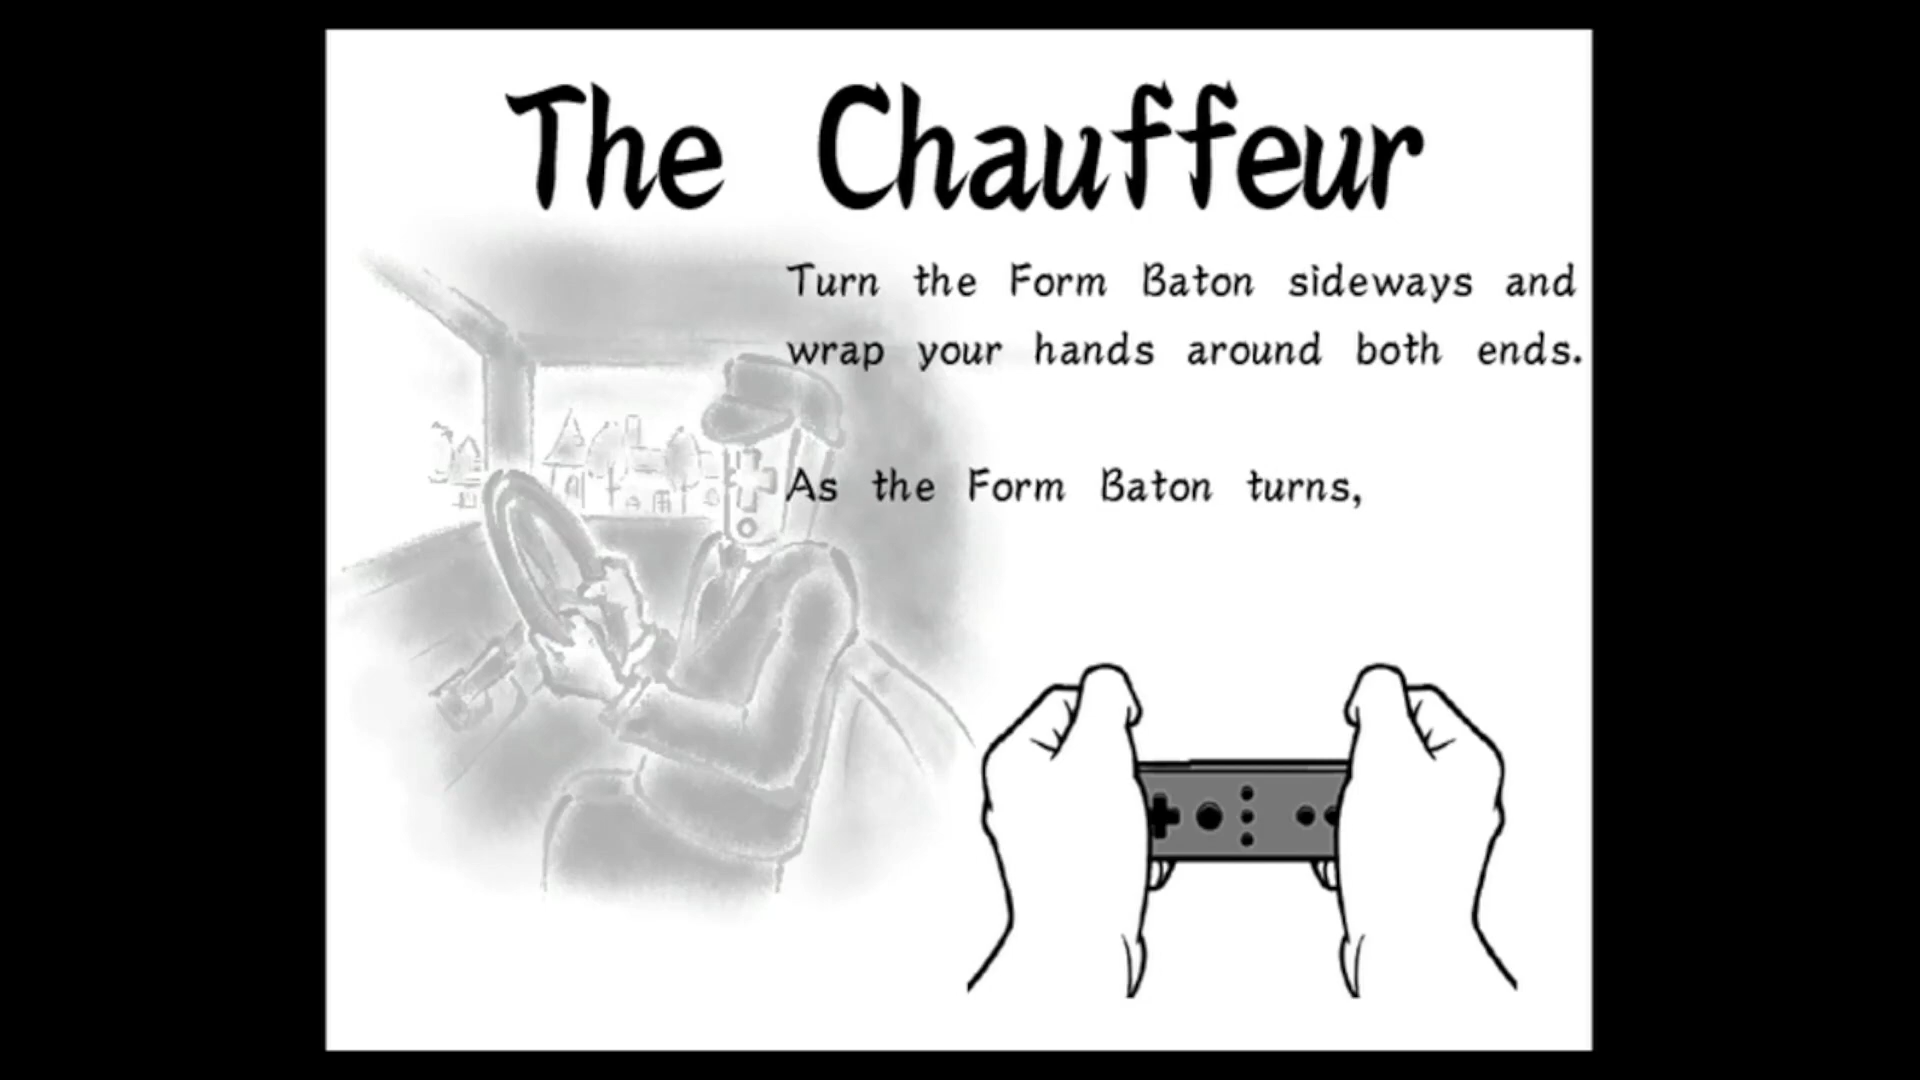 The Chauffeur
Turn the Form Baton sideways and
wrap your hands around both ends.
As the Form Baton turns,